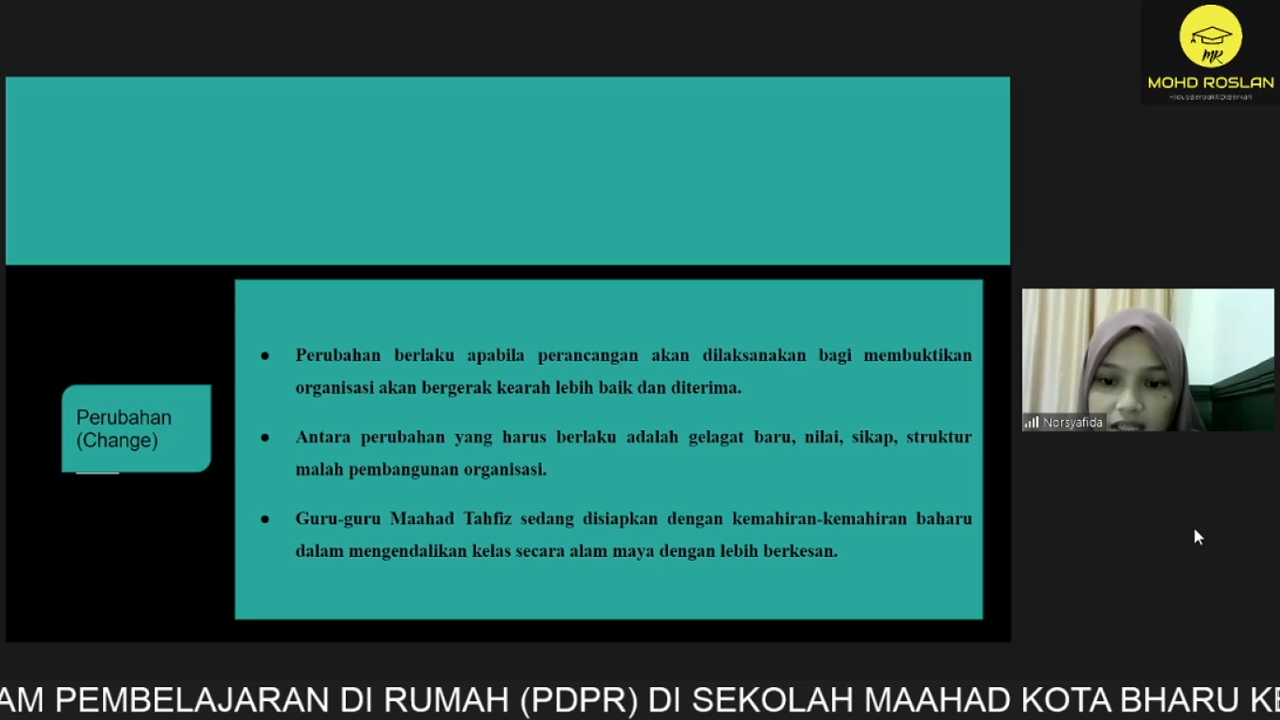 MR
MOHD ROSLAN
Perubahan berlaku apabila perancangan akan dilaksanakan bagi membuktikan
organisasi akan bergerak kearah lebih baik dan diterima.
Perubahan
(Change)
Antara perubahan yang harus berlaku adalah gelagat baru, nilai, sikap, struktur
malah pembangunan organisasi.
Guru-guru Maahad Tahfiz sedang disiapkan dengan kemahiran-kemahiran baharu
dalam mengendalikan kelas secara alam maya dengan lebih berkesan.
Norsyafida
AM PEMBELAJARAN DI RUMAH (PDPR) DI SEKOLAH MAAHAD KOTA BHARU KE